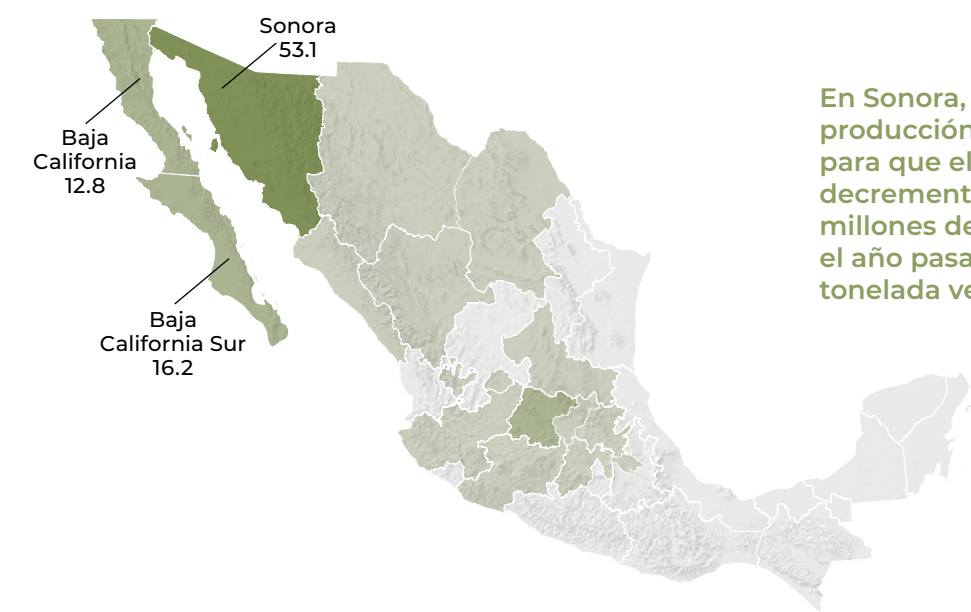 Sonora
53.1
Baja
California
12.8
Baja
California Sur
16.2
En Sonora,
producción
para que el
decrement
millones de
el año pasa
tonelada ve